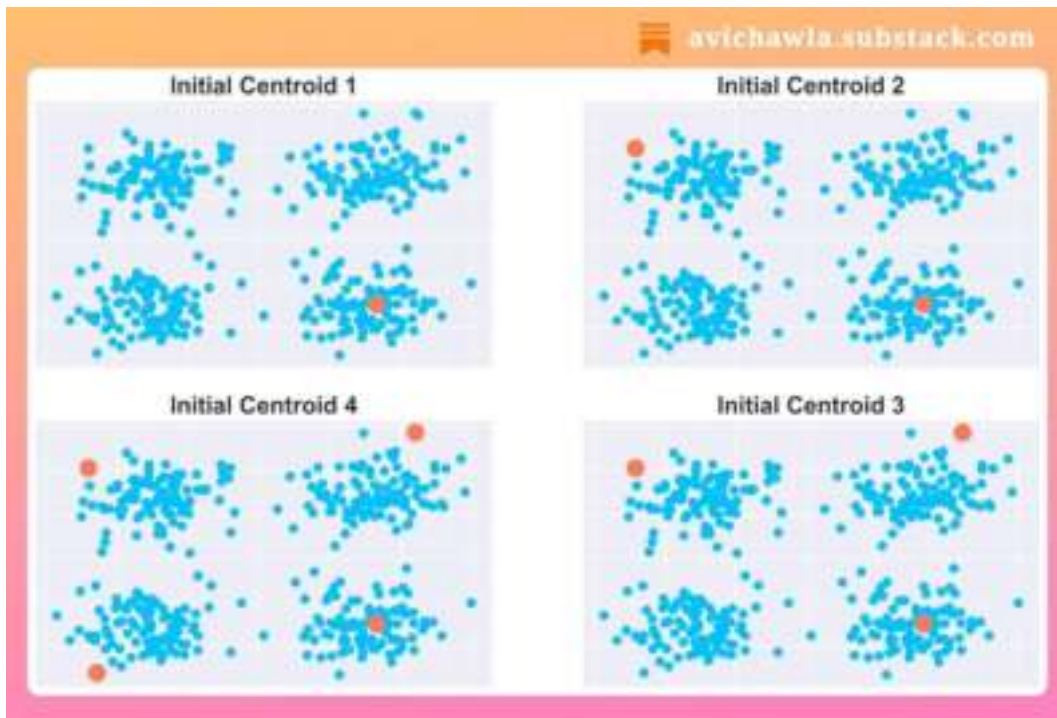 avichawla.substack.com
Initial Centroid 1
Initial Centroid 2
Initial Centroid 4
Initial Centroid 3